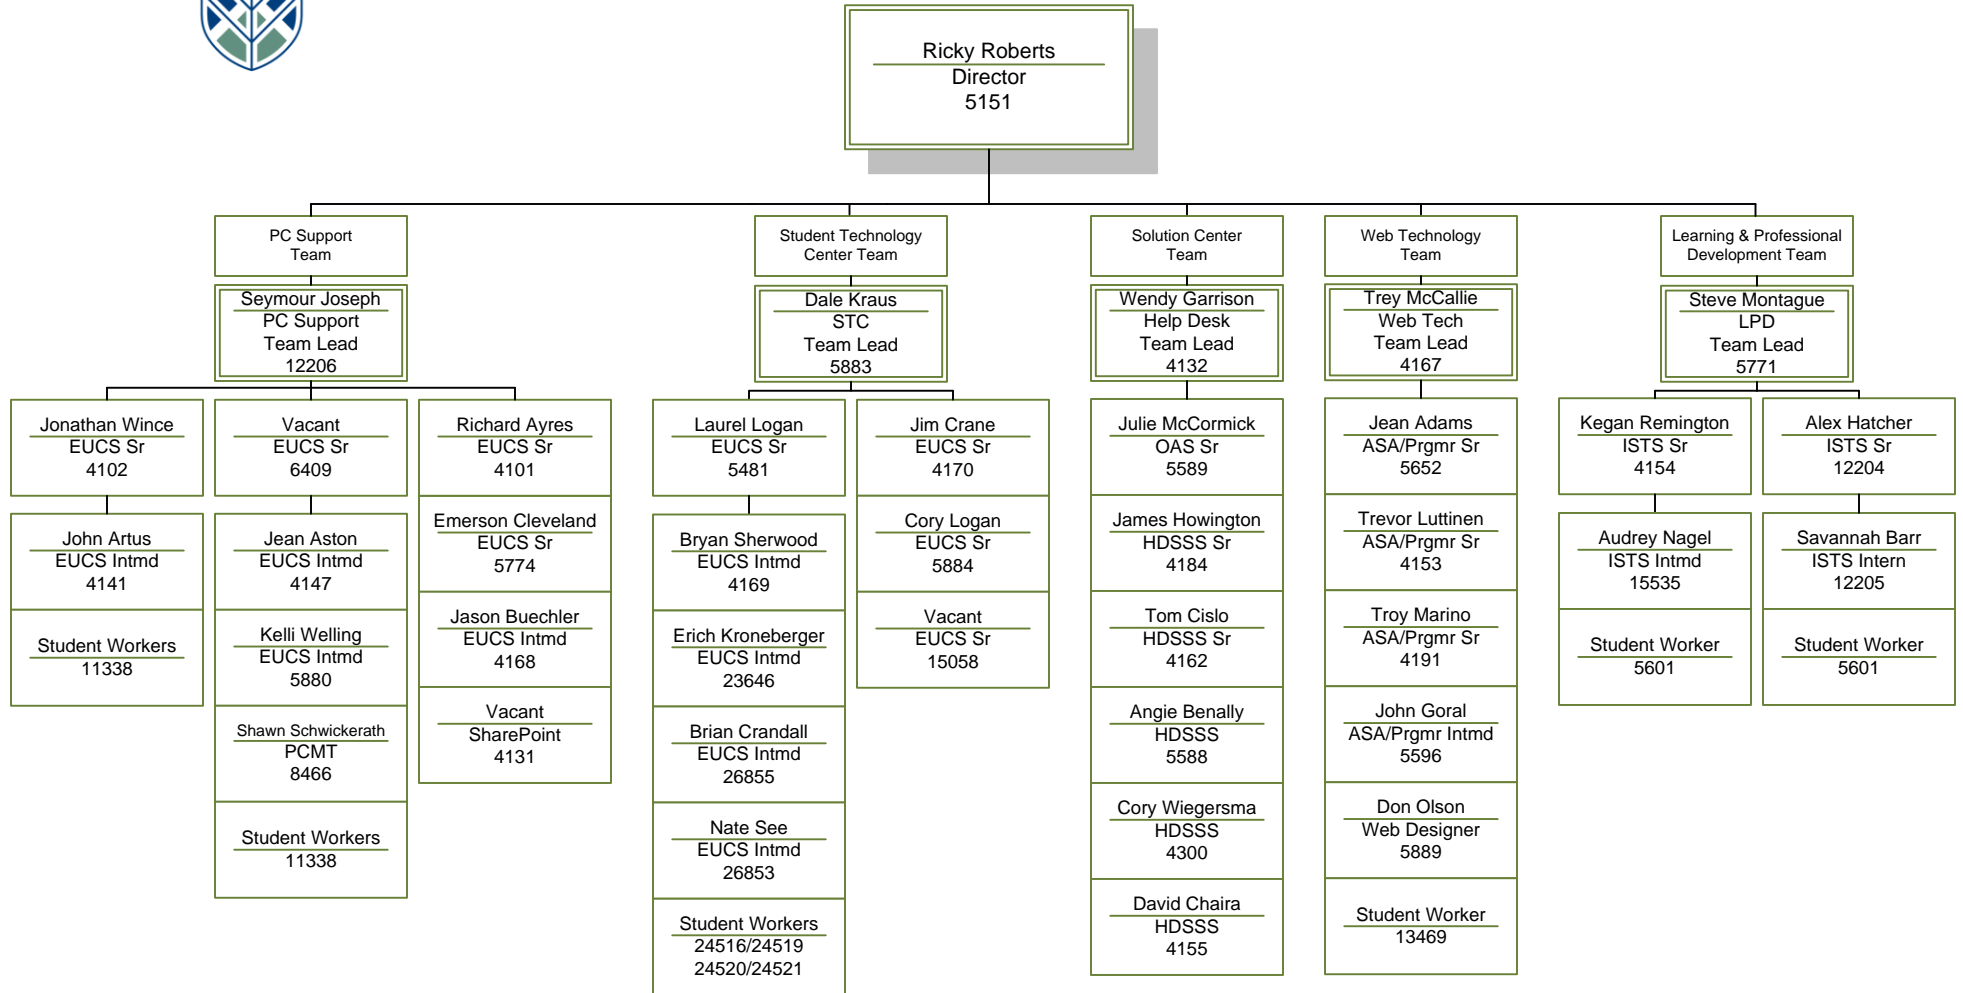 Ricky Roberts
Director
5151
PC Support
Team
Seymour Joseph
PC Support
Team Lead
12206
Jonathan Wince
EUCS Sr
4102
John Artus
EUCS Intmd
4141
Student Workers
11338
Vacant
EUCS Sr
6409
Jean Aston
EUCS Intmd
4147
Kelli Welling
EUCS Intmd
5880
Shawn Schwickerath
PCMT
8466
Student Workers
11338
Richard Ayres
EUCS Sr
4101
Emerson Cleveland
EUCS Sr
5774
Jason Buechler
EUCS Intmd
4168
Vacant
SharePoint
4131
Student Technology
Center Team
Dale Kraus
STC
Team Lead
5883
Laurel Logan
EUCS Sr
5481
Bryan Sherwood
EUCS Intmd
4169
Erich Kroneberger
EUCS Intmd
23646
Brian Crandall
EUCS Intmd
26855
Nate See
EUCS Intmd
26853
Student Workers
24516/24519
24520/24521
Jim Crane
EUCS Sr
4170
Cory Logan
EUCS Sr
5884
Vacant
EUCS Sr
15058
Solution Center
Team
Wendy Garrison
Help Desk
Team Lead
4132
Julie McCormick
OAS Sr
5589
James Howington
HDSSS Sr
4184
Tom Cislo
HDSSS Sr
4162
Angie Benally
HDSSS
5588
Cory Wiegersma
HDSSS
4300
David Chaira
HDSSS
4155
Web Technology
Team
Trey McCallie
Web Tech
Team Lead
4167
Jean Adams
ASA/Prgmr Sr
5652
Trevor Luttinen
ASA/Prgmr Sr
4153
Troy Marino
ASA/Prgmr Sr
4191
John Goral
ASA/Prgmr Intmd
5596
Don Olson
Web Designer
5889
Student Worker
13469
Learning & Professional
Development Team
Steve Montague
LPD
Team Lead
5771
Kegan Remington
ISTS Sr
4154
Audrey Nagel
ISTS Intmd
15535
Student Worker
5601
Alex Hatcher
ISTS Sr
12204
Savannah Barr
ISTS Intern
12205
Student Worker
5601